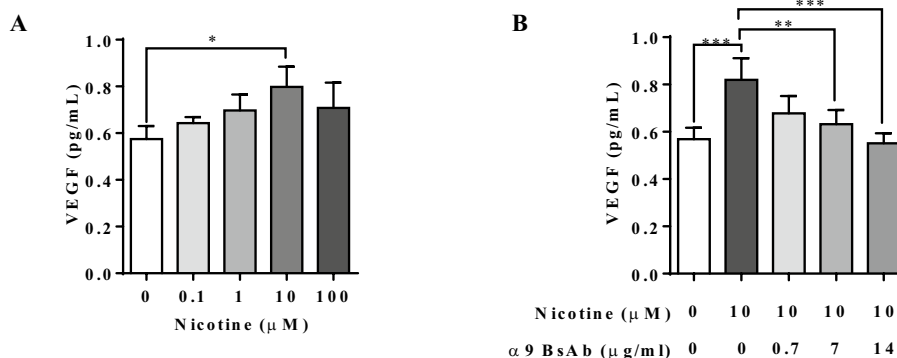 A
*
VEGF (pg/mL)
1.0
0.8
0.6
0.4
0.2
0.0
0 0.1 1 10 100
Nicotine (μM)
B
***
**
***
VEGF (pg/mL)
1.0
0.8
0.6
0.4
0.2
0.0
Nicotine (μM) 0 10 10 10 10
α9 BsAb (μg/ml) 0 0 0.7 7 14